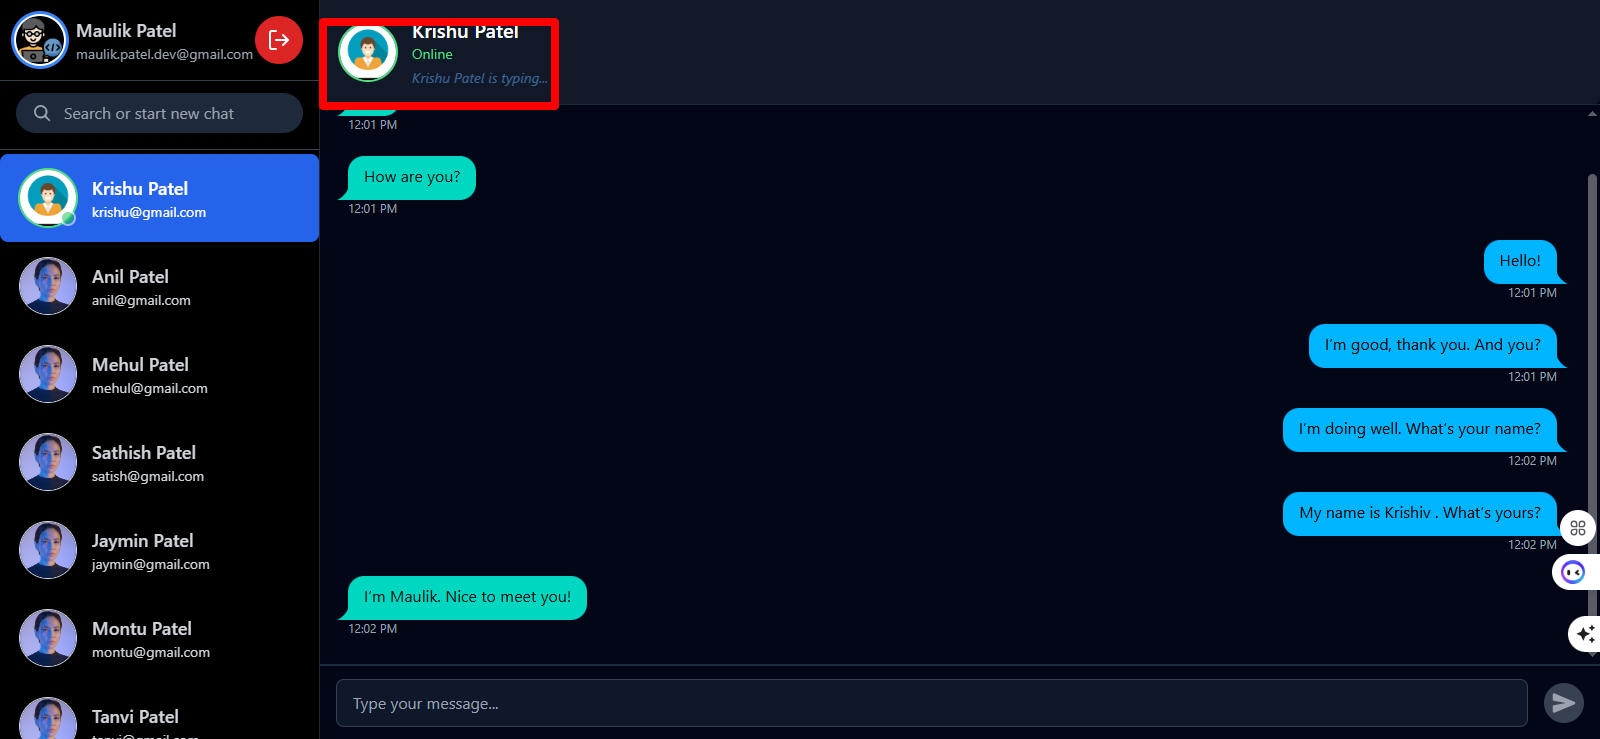 Maulik Patel
maulik.patel.dev@gmail.com
Search or start new chat
Krishu Patel
krishu@gmail.com
Anil Patel
anil@gmail.com
Mehul Patel
mehul@gmail.com
Sathish Patel
satish@gmail.com
Jaymin Patel
jaymin@gmail.com
Montu Patel
montu@gmail.com
Tanvi Patel
tanvi@gmail.com
Krishu Patel
Online
Krishu Patel is typing...
12:01 PM
How are you?
12:01 PM
Hello!
12:01 PM
I’m good, thank you. And you?
12:01 PM
I’m doing well. What’s your name?
12:02 PM
My name is Krishiv . What’s yours?
12:02 PM
I’m Maulik. Nice to meet you!
12:02 PM
Type your message...